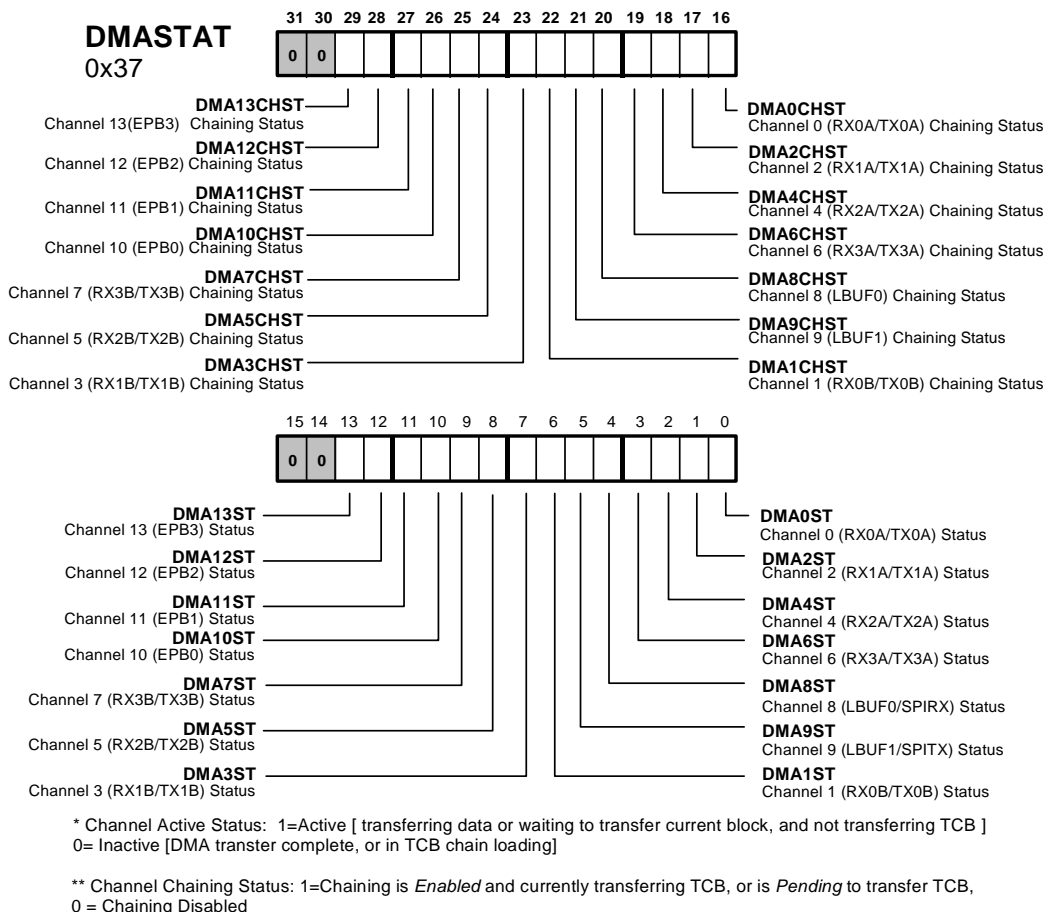 31 30 29 28 27 26 25 24 23 22 21 20 19 18 17 16
DMASTAT
0x37
0 0
DMA13CHST
Channel 13(EPB3) Chaining Status
DMA12CHST
Channel 12 (EPB2) Chaining Status
DMA11CHST
Channel 11 (EPB1) Chaining Status
DMA10CHST
Channel 10 (EPB0) Chaining Status
DMA7CHST
Channel 7 (RX3B/TX3B) Chaining Status
DMA5CHST
Channel 5 (RX2B/TX2B) Chaining Status
DMA3CHST
Channel 3 (RX1B/TX1B) Chaining Status
DMA0CHST
Channel 0 (RX0A/TX0A) Chaining Status
DMA2CHST
Channel 2 (RX1A/TX1A) Chaining Status
DMA4CHST
Channel 4 (RX2A/TX2A) Chaining Status
DMA6CHST
Channel 6 (RX3A/TX3A) Chaining Status
DMA8CHST
Channel 8 (LBUF0) Chaining Status
DMA9CHST
Channel 9 (LBUF1) Chaining Status
DMA1CHST
Channel 1 (RX0B/TX0B) Chaining Status
15 14 13 12 11 10 9 8 7 6 5 4 3 2 1 0
0 0
DMA13ST
Channel 13 (EPB3) Status
DMA12ST
Channel 12 (EPB2) Status
DMA11ST
Channel 11 (EPB1) Status
DMA10ST
Channel 10 (EPB0) Status
DMA7ST
Channel 7 (RX3B/TX3B) Status
DMA5ST
Channel 5 (RX2B/TX2B) Status
DMA3ST
Channel 3 (RX1B/TX1B) Status
DMA0ST
Channel 0 (RX0A/TX0A) Status
DMA2ST
Channel 2 (RX1A/TX1A) Status
DMA4ST
Channel 4 (RX2A/TX2A) Status
DMA6ST
Channel 6 (RX3A/TX3A) Status
DMA8ST
Channel 8 (LBUF0/SPIRX) Status
DMA9ST
Channel 9 (LBUF1/SPITX) Status
DMA1ST
Channel 1 (RX0B/TX0B) Status
* Channel Active Status: 1=Active [ transferring data or waiting to transfer current block, and not transferring TCB ]
0= Inactive [DMA transter complete, or in TCB chain loading]
** Channel Chaining Status: 1=Chaining is Enabled and currently transferring TCB, or is Pending to transfer TCB,
0 = Chaining Disabled